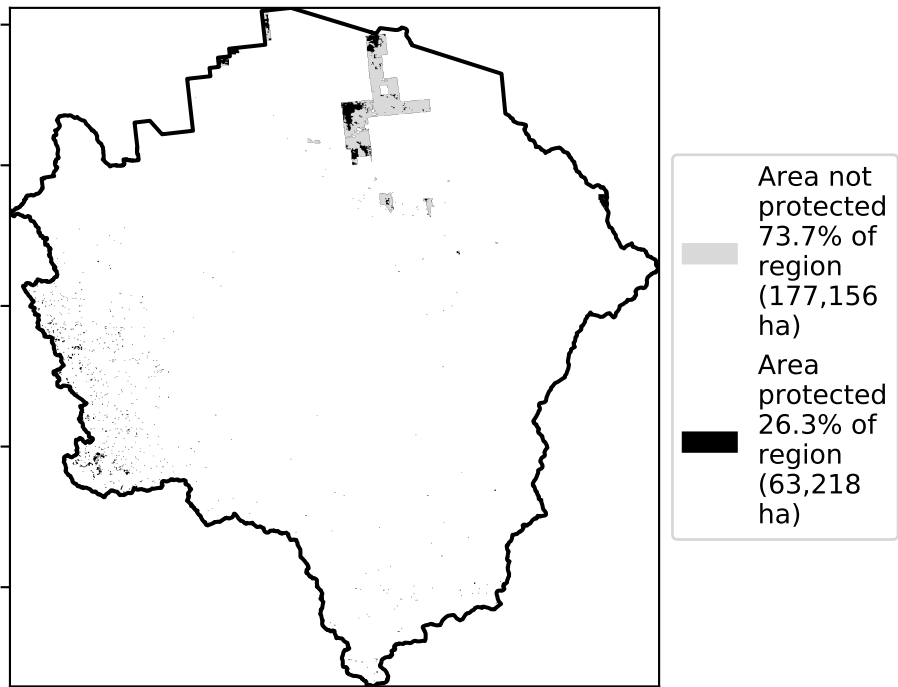 Area not
protected
73.7% of
region
(177,156
ha)
Area
protected
26.3% of
region
(63,218
ha)